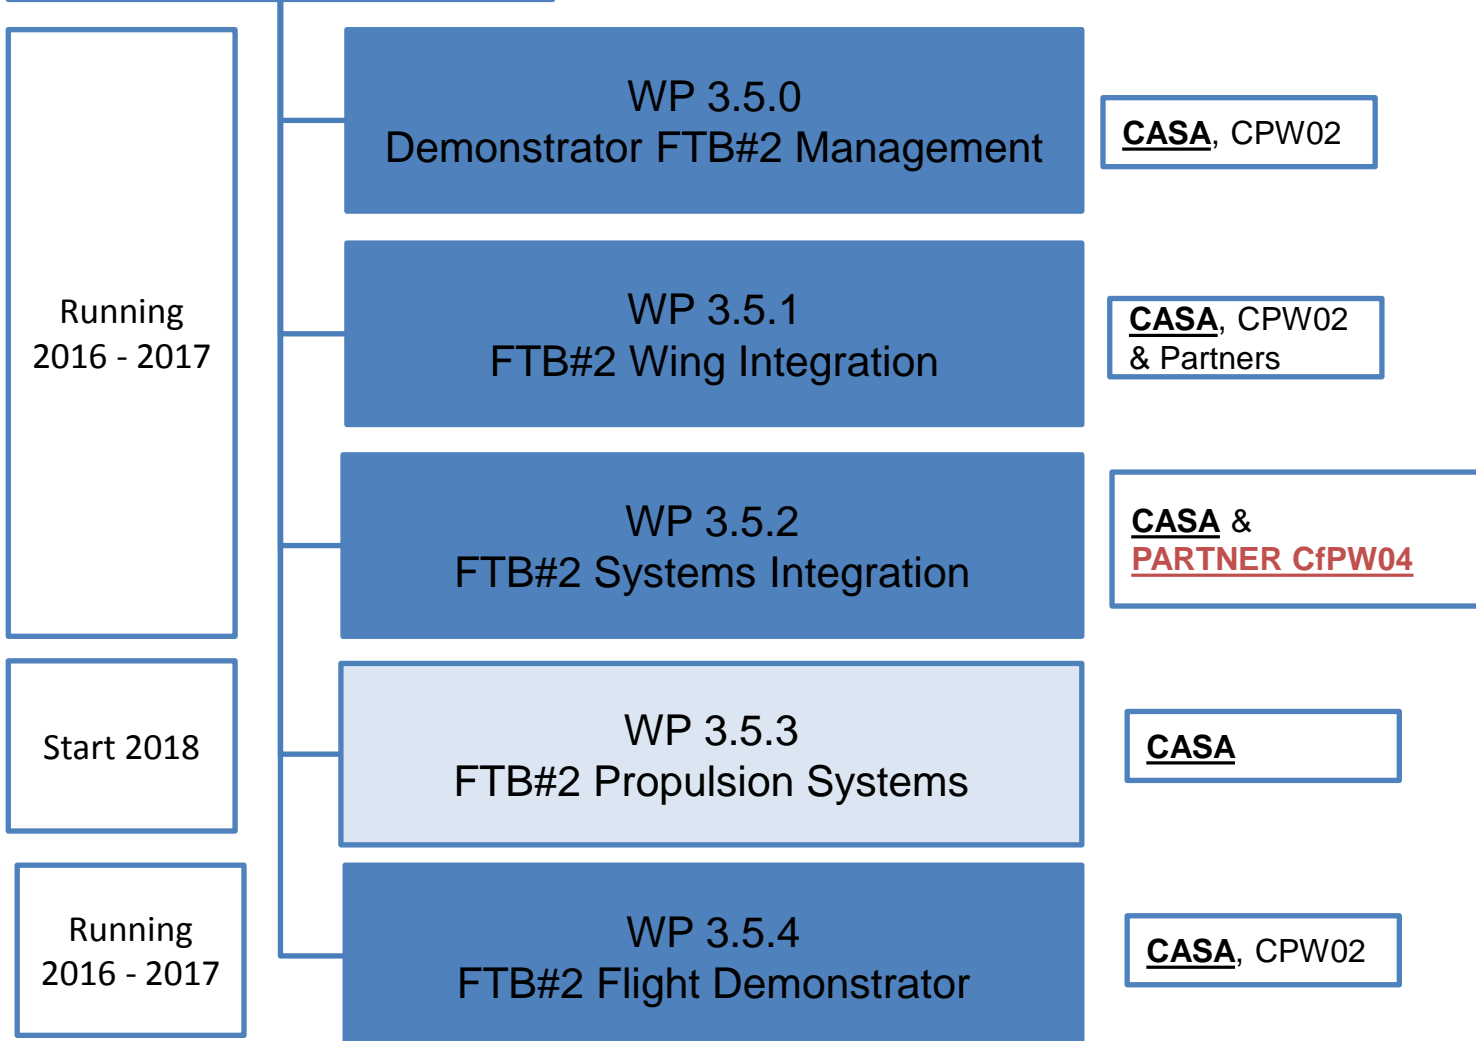 WP 3.5.0
Demonstrator FTB#2 Management
CASA, CPW02
Running
2016 - 2017
WP 3.5.1
FTB#2 Wing Integration
CASA, CPW02
& Partners
WP 3.5.2
FTB#2 Systems Integration
CASA &
PARTNER CfPW04
Start 2018
WP 3.5.3
FTB#2 Propulsion Systems
CASA
Running
2016 - 2017
WP 3.5.4
FTB#2 Flight Demonstrator
CASA, CPW02